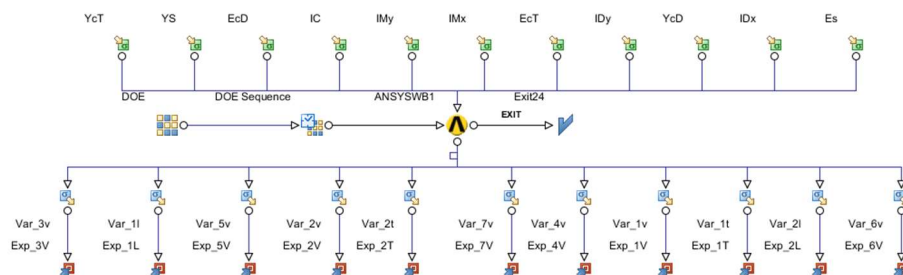 YcT YS EcD IC IMy IMx EcT IDy YcD IDx Es
DOE DOE Sequence ANSYSWB1 Exit24
EXIT
Var_3v Var_1l Var_5v Var_2v Var_2t Var_7v Var_4v Var_1v Var_1t Var_2l Var_6v
Exp_3V Exp_1L Exp_5V Exp_2V Exp_2T Exp_7V Exp_4V Exp_1V Exp_1T Exp_2L Exp_6V